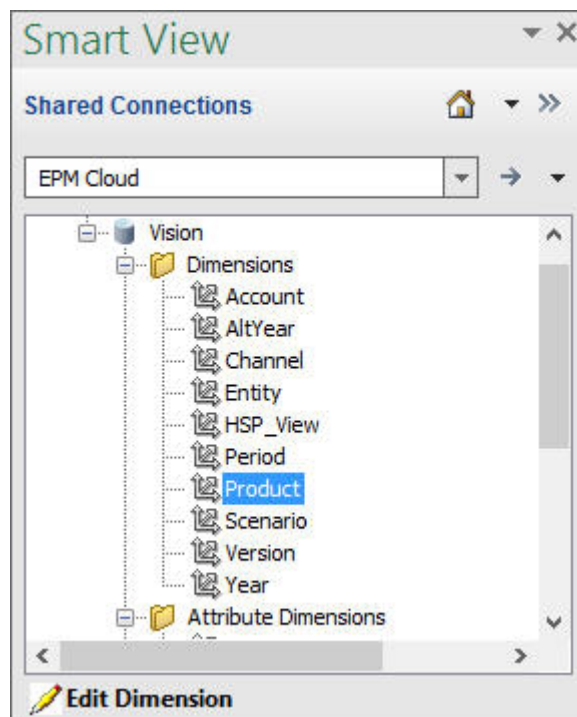 Smart View
Shared Connections
EPM Cloud
Vision
Dimensions
Account
AltYear
Channel
Entity
HSP_View
Period
Product
Scenario
Version
Year
Attribute Dimensions
Edit Dimension